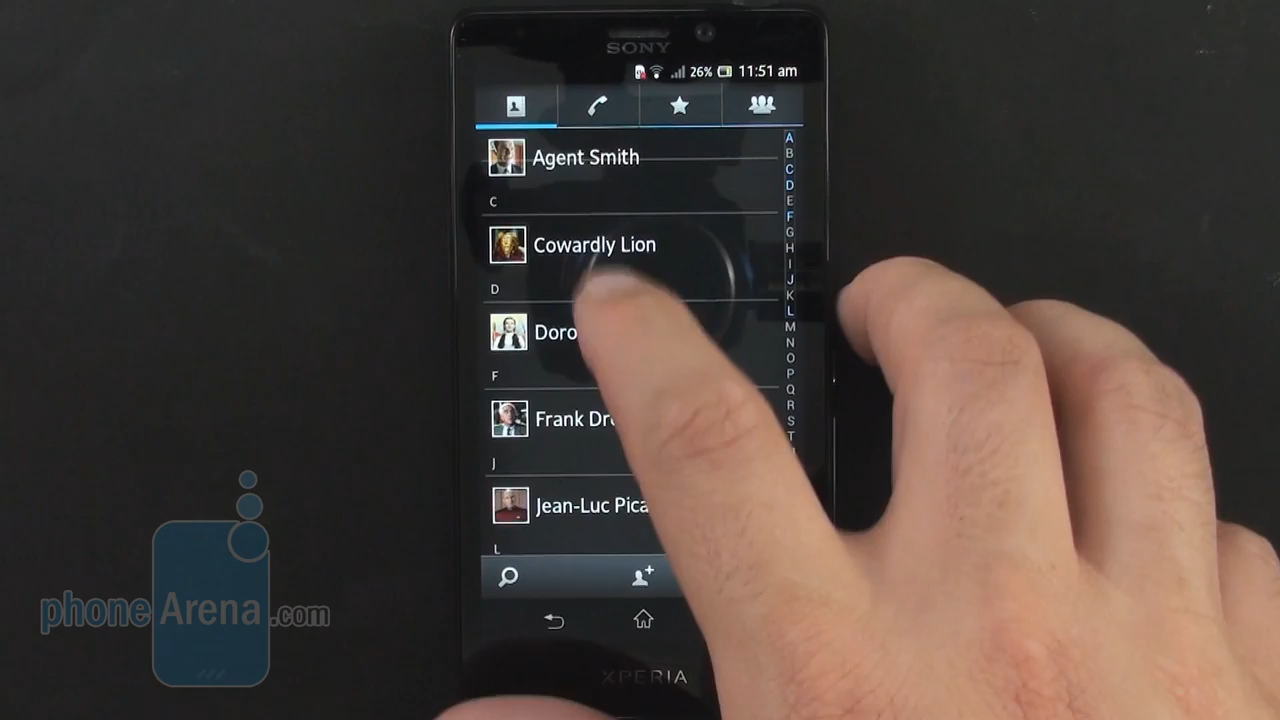 SONY
26% 11:51 am
Agent Smith
C
Cowardly Lion
D
Doro
F
Frank Dr
J
Jean-Luc Pica
L
A
B
C
D
E
F
G
H
I
J
K
L
M
N
O
P
Q
R
S
T
XPERIA
phoneArena.com